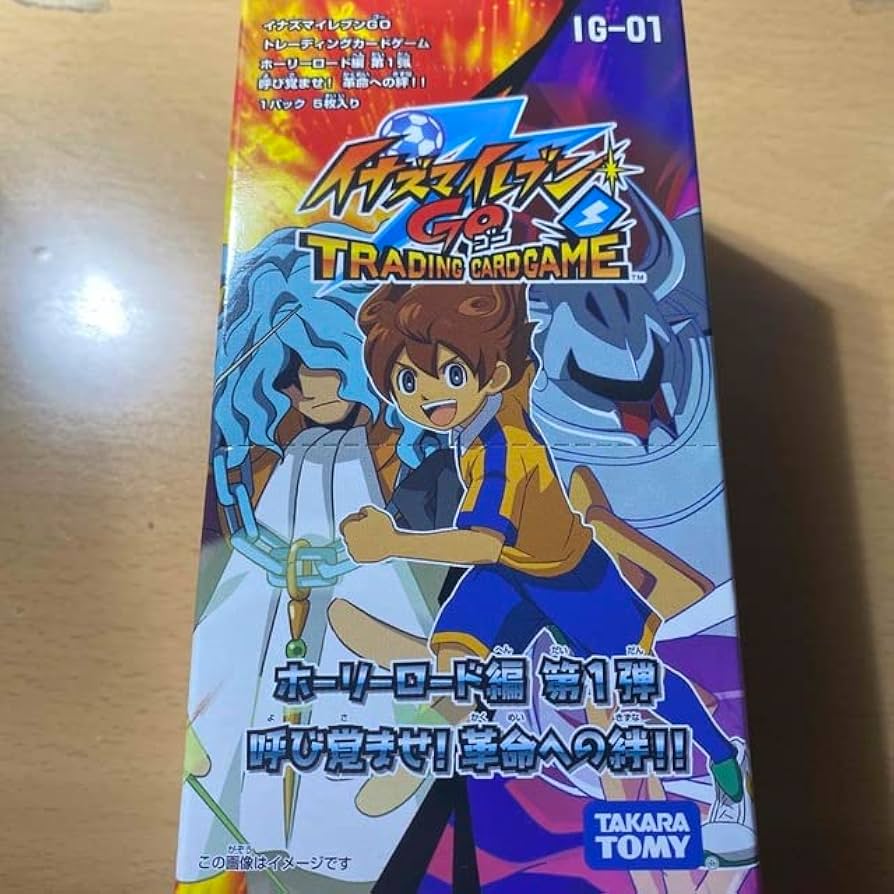 イナズマイレブンGO
トレーディングカードゲーム
ホーリーロード編 第1弾
呼び覚ませ! 革命への絆!!
1パック 5枚入り
IG-01
イナズマイレブン
GO
ゴー
TRADING CARD GAME™
ホーリーロード編 第1弾
呼び覚ませ! 革命への絆!!
TAKARA
TOMY
この画像はイメージです